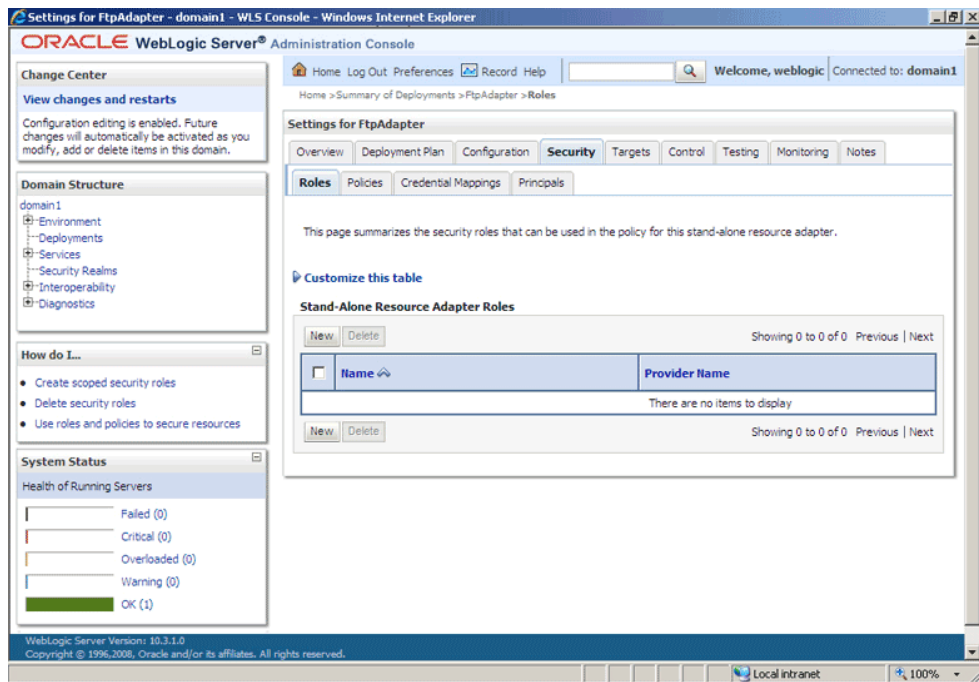 Settings for FtpAdapter - domain1 - WLS Console - Windows Internet Explorer
ORACLE WebLogic Server® Administration Console
Change Center
View changes and restarts
Configuration editing is enabled. Future
changes will automatically be activated as you
modify, add or delete items in this domain.
Domain Structure
domain1
Environment
Deployments
Services
Security Realms
Interoperability
Diagnostics
How do I...
Create scoped security roles
Delete security roles
Use roles and policies to secure resources
System Status
Health of Running Servers
Failed (0)
Critical (0)
Overloaded (0)
Warning (0)
OK (1)
Home Log Out Preferences Record Help
Welcome, weblogic Connected to: domain1
Home >Summary of Deployments >FtpAdapter >Roles
Settings for FtpAdapter
Overview Deployment Plan Configuration Security Targets Control Testing Monitoring Notes
Roles Policies Credential Mappings Principals
This page summarizes the security roles that can be used in the policy for this stand-alone resource adapter.
Customize this table
Stand-Alone Resource Adapter Roles
New Delete Showing 0 to 0 of 0 Previous | Next
Name Provider Name
There are no items to display
New Delete Showing 0 to 0 of 0 Previous | Next
WebLogic Server Version: 10.3.1.0
Copyright © 1996,2008, Oracle and/or its affiliates. All rights reserved.
Local intranet 100%